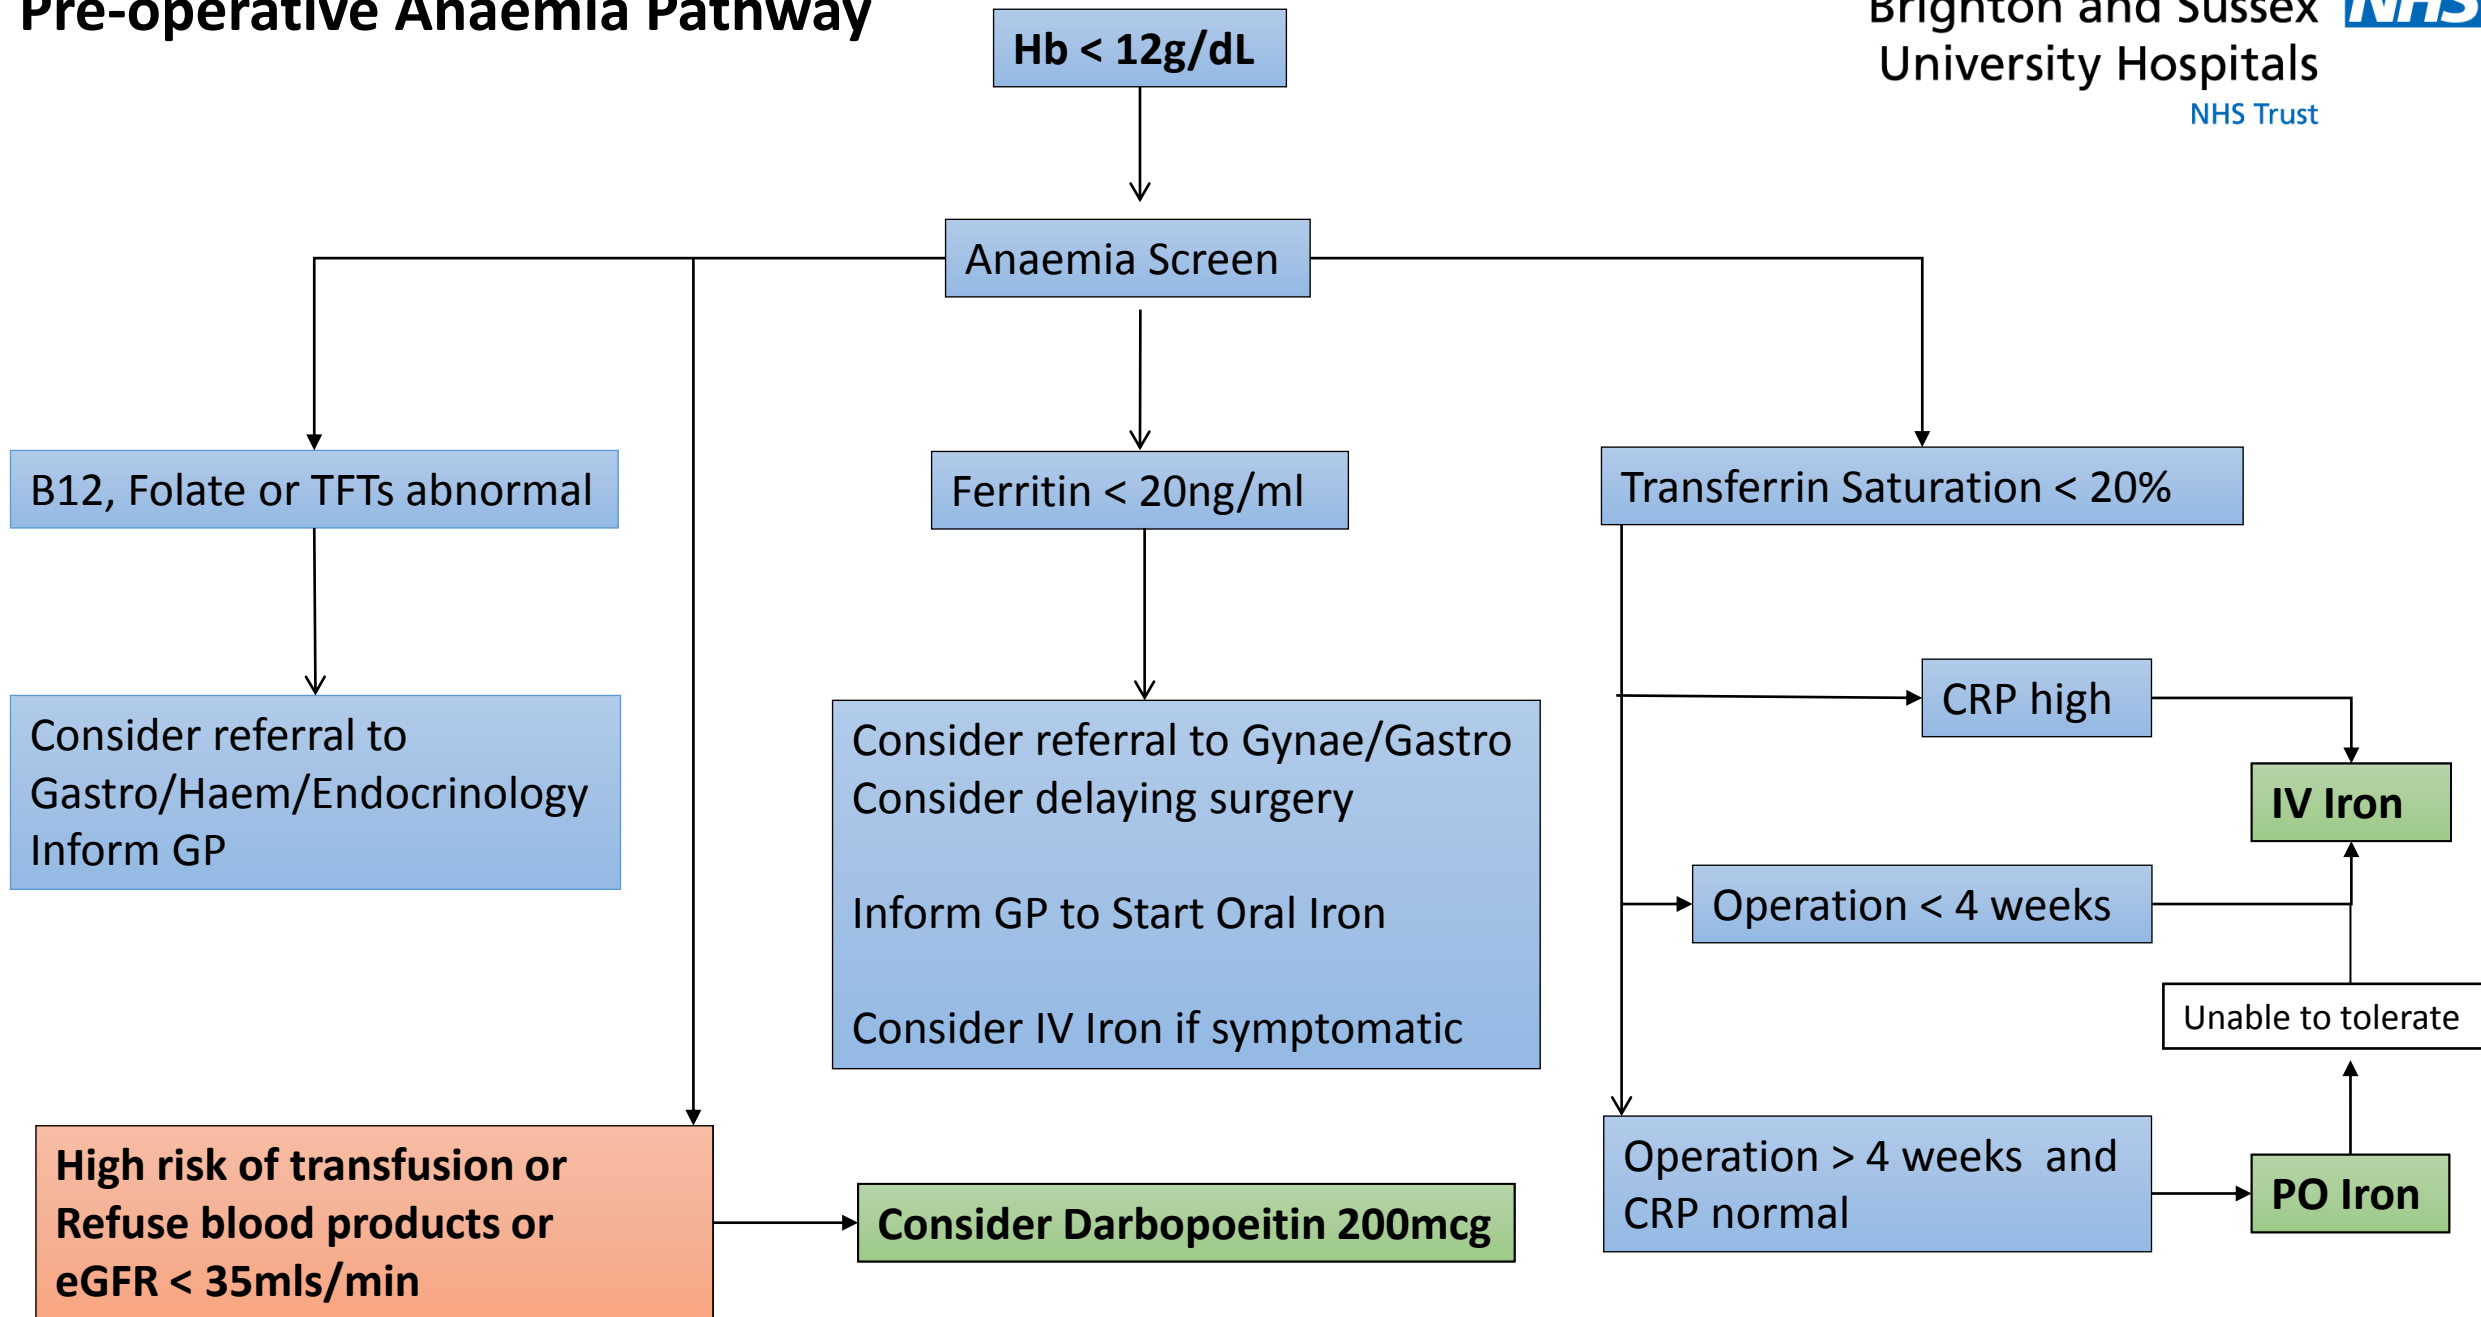 Pre-operative Anaemia Pathway
Brighton and Sussex NHS
University Hospitals
NHS Trust
Hb < 12g/dL
Anaemia Screen
B12, Folate or TFTs abnormal
Ferritin < 20ng/ml
Transferrin Saturation < 20%
Consider referral to
Gastro/Haem/Endocrinology
Inform GP
Consider referral to Gynae/Gastro
Consider delaying surgery
Inform GP to Start Oral Iron
Consider IV Iron if symptomatic
CRP high
IV Iron
Operation < 4 weeks
Unable to tolerate
Operation > 4 weeks  and
CRP normal
PO Iron
High risk of transfusion or
Refuse blood products or
eGFR < 35mls/min
Consider Darbopoeitin 200mcg